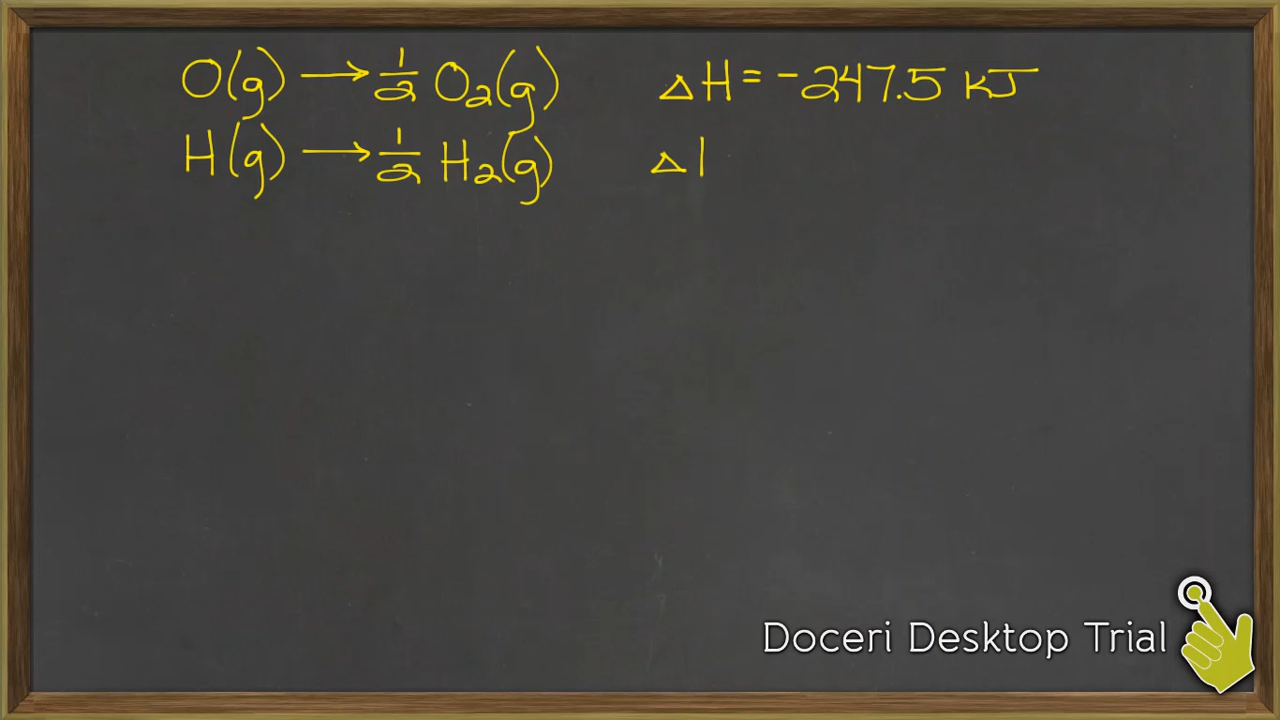 O(g) → 1/2 O₂(g) ΔH = -247.5 kJ
H(g) → 1/2 H₂(g) Δ
Doceri Desktop Trial